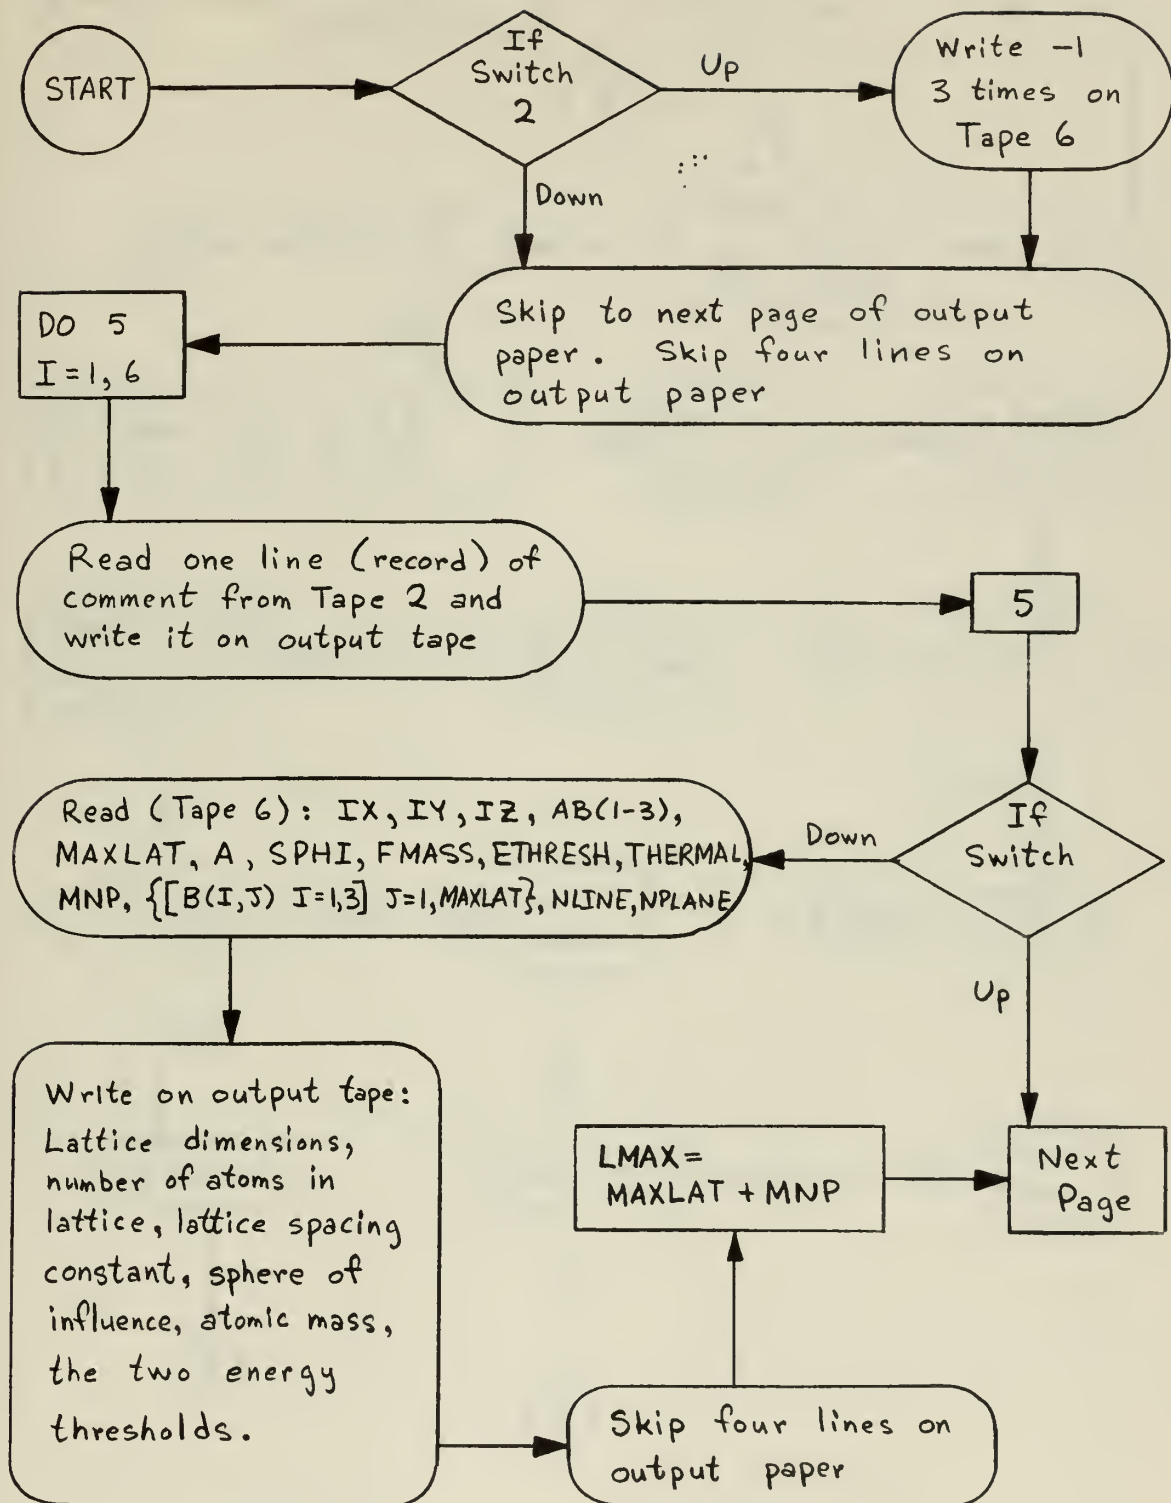 START
If
Switch
2
Up
Write -1
3 times on
Tape 6
Down
Skip to next page of output
paper. Skip four lines on
output paper
DO 5
I=1,6
Read one line (record) of
comment from Tape 2 and
write it on output tape
5
If
Switch
Down
Up
Read (Tape 6): IX, IY, IZ, AB(1-3),
MAXLAT, A, SPHI, FMASS, ETHRESH, THERMAL,
MNP, {[B(I,J) I=1,3] J=1,MAXLAT}, NLINE, NPLANE
Write on output tape:
Lattice dimensions,
number of atoms in
lattice, lattice spacing
constant, sphere of
influence, atomic mass,
the two energy
thresholds.
Skip four lines on
output paper
LMAX=
MAXLAT + MNP
Next
Page